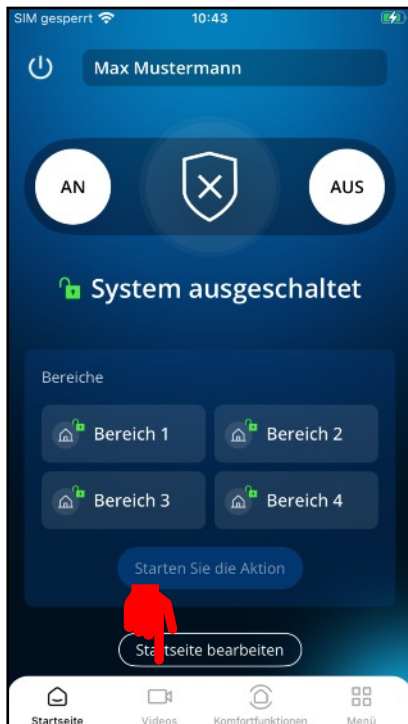 SIM gesperrt 10:43
Max Mustermann
AN AUS
System ausgeschaltet
Bereiche
Bereich 1 Bereich 2
Bereich 3 Bereich 4
Starten Sie die Aktion
Startseite bearbeiten
Startseite Videos Komfortfunktionen Menü